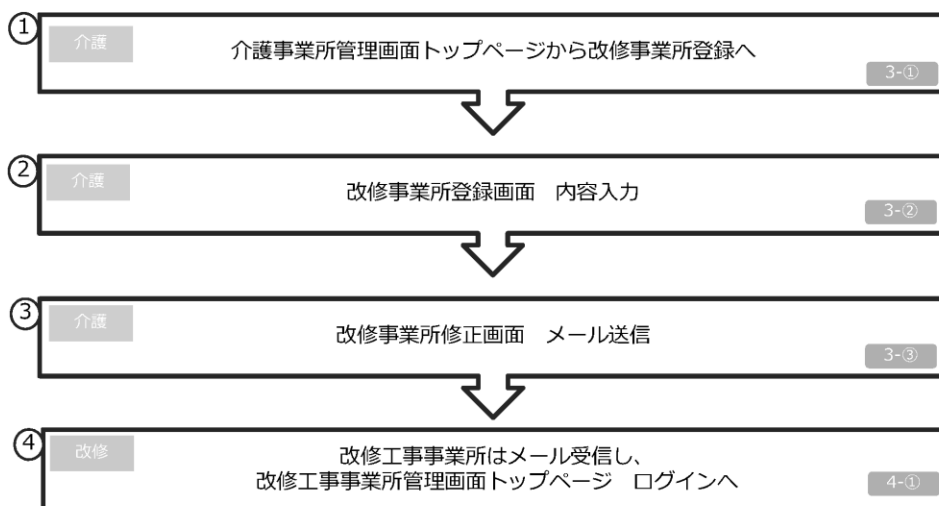 ①
介護
介護事業所管理画面トップページから改修事業所登録へ
3-①
②
介護
改修事業所登録画面　内容入力
3-②
③
介護
改修事業所修正画面　メール送信
3-③
④
改修
改修工事事業所はメール受信し、
改修工事事業所管理画面トップページ　ログインへ
4-①